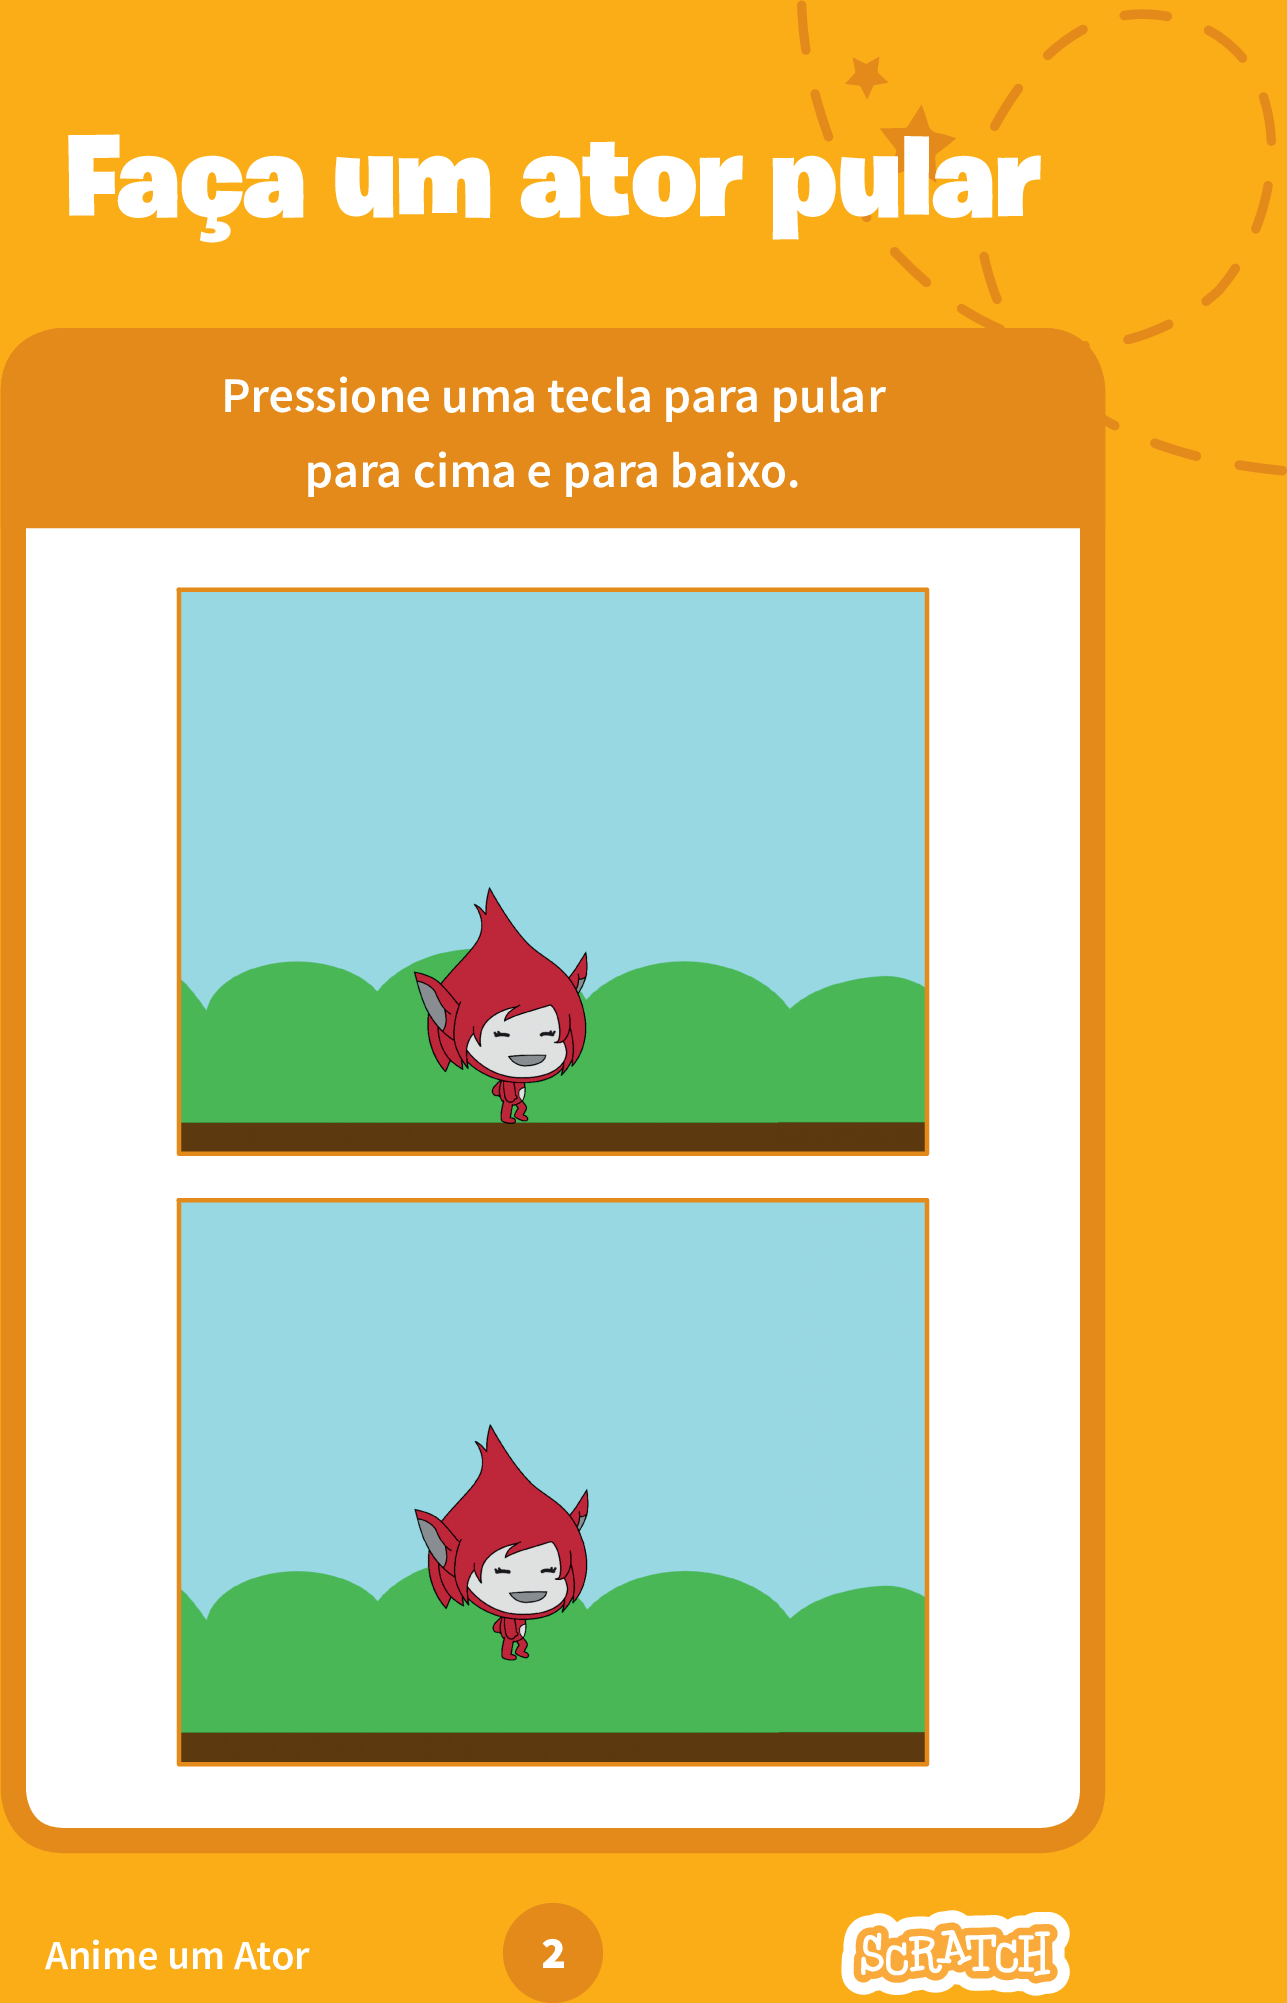 Faça um ator pular
Pressione uma tecla para pular
para cima e para baixo.
Anime um Ator
2
SCRATCH